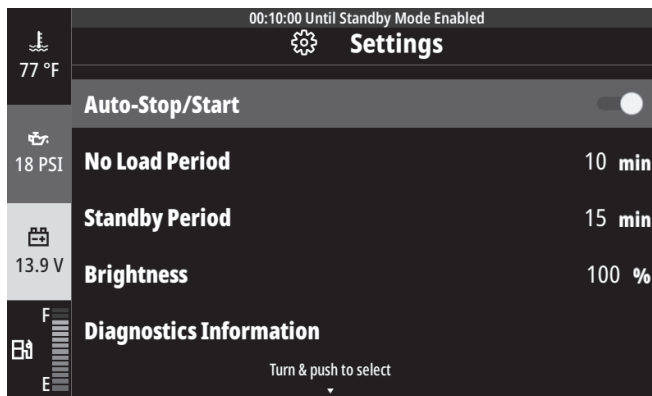 00:10:00 Until Standby Mode Enabled
Settings
77 °F
Auto-Stop/Start
18 PSI
No Load Period 10 min
Standby Period 15 min
13.9 V
Brightness 100 %
F
Diagnostics Information
E
Turn & push to select